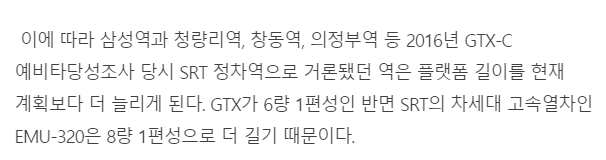 이에 따라 삼성역과 청량리역, 창동역, 의정부역 등 2016년 GTX-C
예비타당성조사 당시 SRT 정차역으로 거론됐던 역은 플랫폼 길이를 현재
계획보다 더 늘리게 된다. GTX가 6량 1편성인 반면 SRT의 차세대 고속열차인
EMU-320은 8량 1편성으로 더 길기 때문이다.